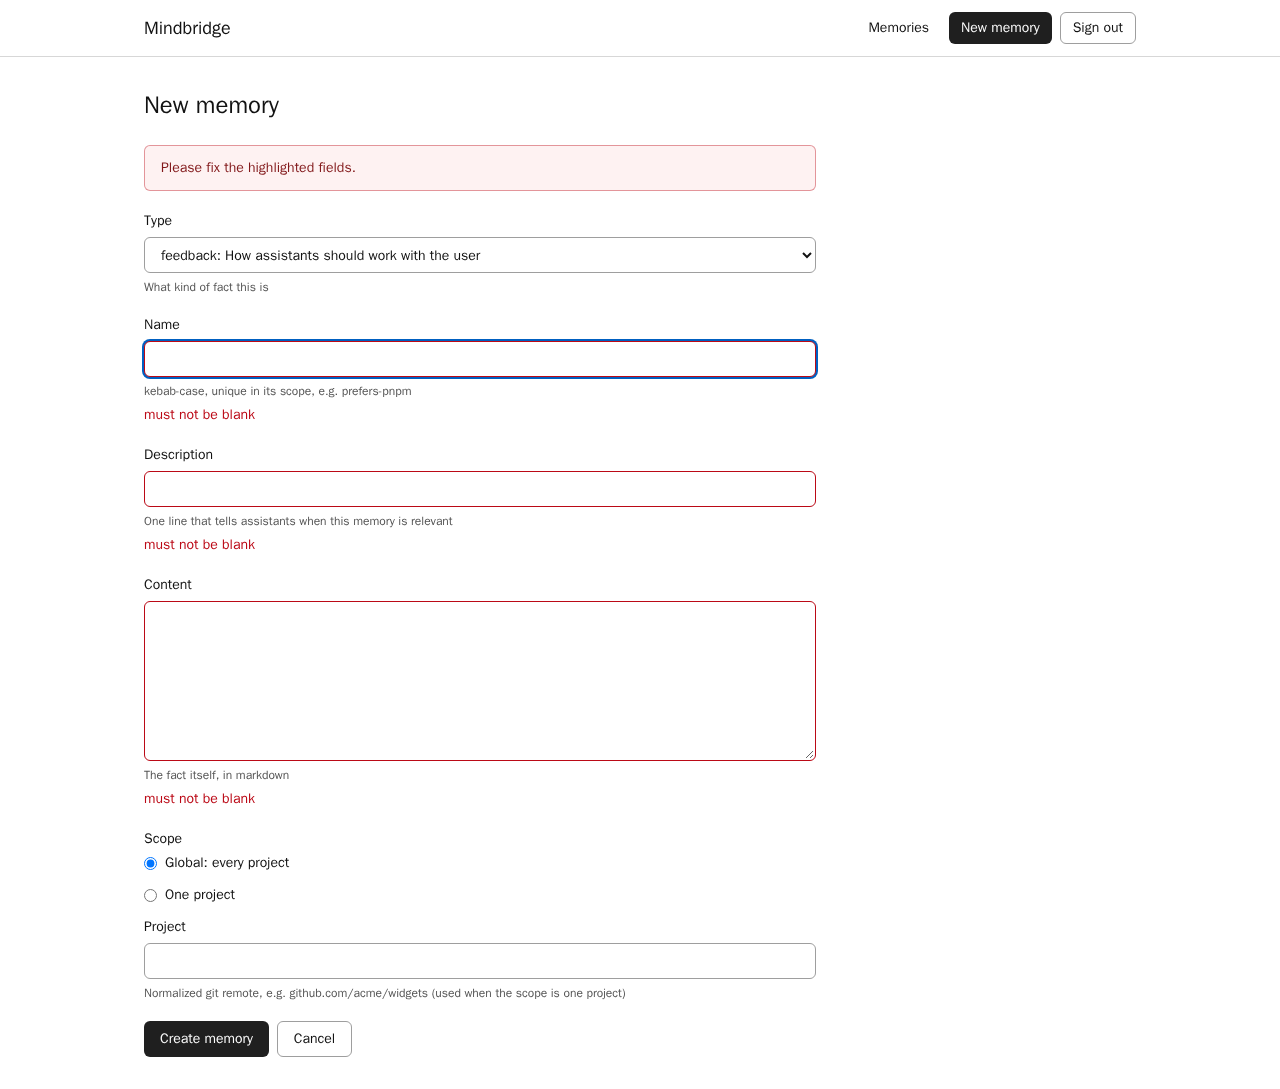 Mindbridge
Memories
New memory
Sign out
New memory
Please fix the highlighted fields.
Type
feedback: How assistants should work with the user
What kind of fact this is
Name
kebab-case, unique in its scope, e.g. prefers-pnpm
must not be blank
Description
One line that tells assistants when this memory is relevant
must not be blank
Content
The fact itself, in markdown
must not be blank
Scope
Global: every project
One project
Project
Normalized git remote, e.g. github.com/acme/widgets (used when the scope is one project)
Create memory
Cancel